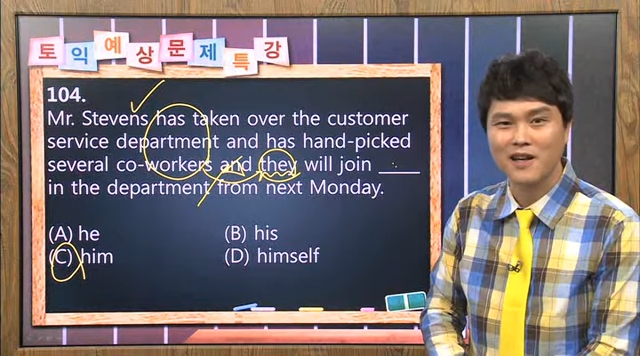 토익예상문제특강
104.
Mr. Stevens has taken over the customer
service department and has hand-picked
several co-workers and they will join ____
in the department from next Monday.
(A) he (B) his
(C) him (D) himself